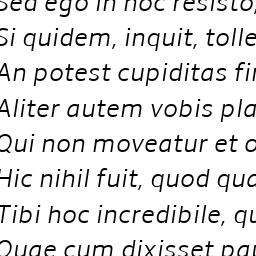 Sed ego in hoc resisto,
Si quidem, inquit, tolle
An potest cupiditas fin
Aliter autem vobis pla
Qui non moveatur et o
Hic nihil fuit, quod qua
Tibi hoc incredibile, qu
Quae cum dixisset pau